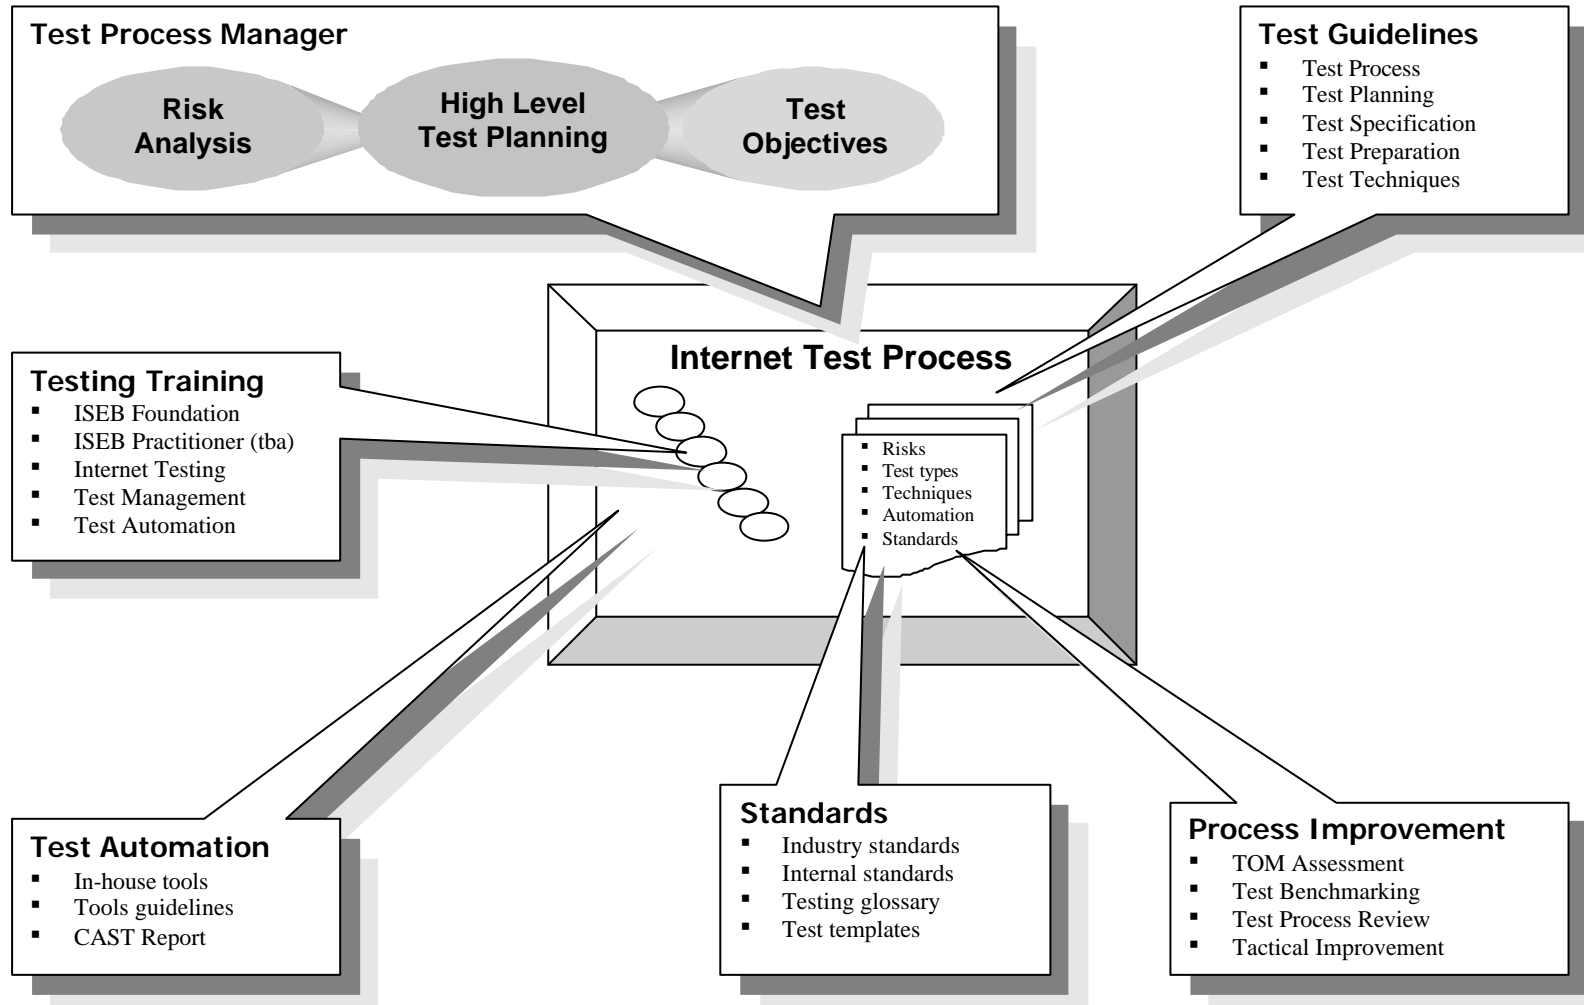 Test Process Manager
Risk
Analysis
High Level
Test Planning
Test
Objectives
Test Guidelines
▪ Test Process
▪ Test Planning
▪ Test Specification
▪ Test Preparation
▪ Test Techniques
Internet Test Process
▪ Risks
▪ Test types
▪ Techniques
▪ Automation
▪ Standards
Testing Training
▪ ISEB Foundation
▪ ISEB Practitioner (tba)
▪ Internet Testing
▪ Test Management
▪ Test Automation
Test Automation
▪ In-house tools
▪ Tools guidelines
▪ CAST Report
Standards
▪ Industry standards
▪ Internal standards
▪ Testing glossary
▪ Test templates
Process Improvement
▪ TOM Assessment
▪ Test Benchmarking
▪ Test Process Review
▪ Tactical Improvement